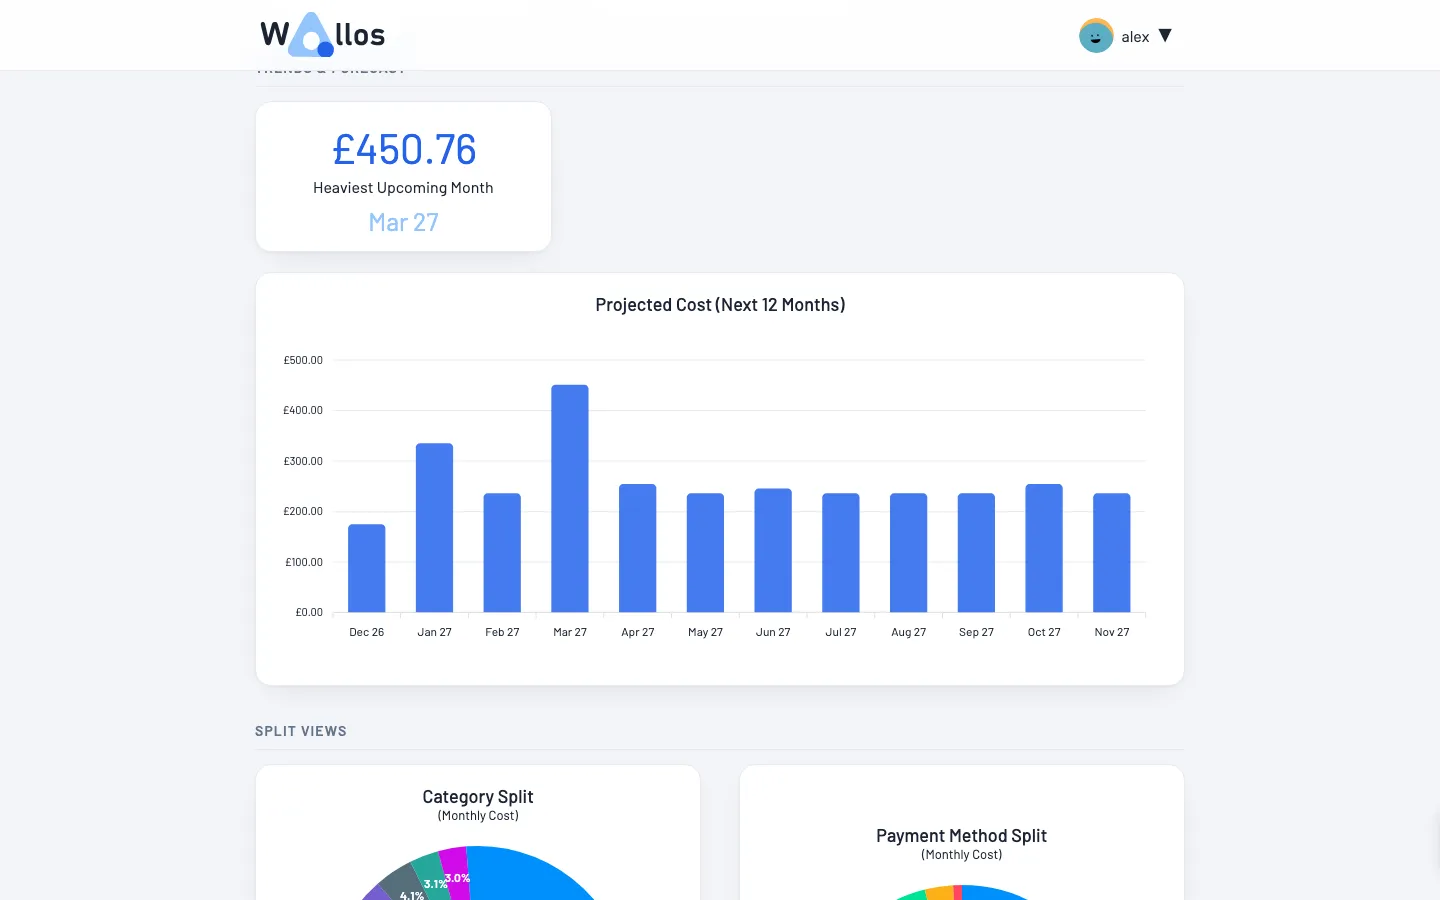 Wallos
alex ▼
TRENDS & FORECAST
£450.76
Heaviest Upcoming Month
Mar 27
Projected Cost (Next 12 Months)
£500.00
£400.00
£300.00
£200.00
£100.00
£0.00
Dec 26 Jan 27 Feb 27 Mar 27 Apr 27 May 27 Jun 27 Jul 27 Aug 27 Sep 27 Oct 27 Nov 27
SPLIT VIEWS
Category Split
(Monthly Cost)
3.0%
3.1%
4.1%
Payment Method Split
(Monthly Cost)